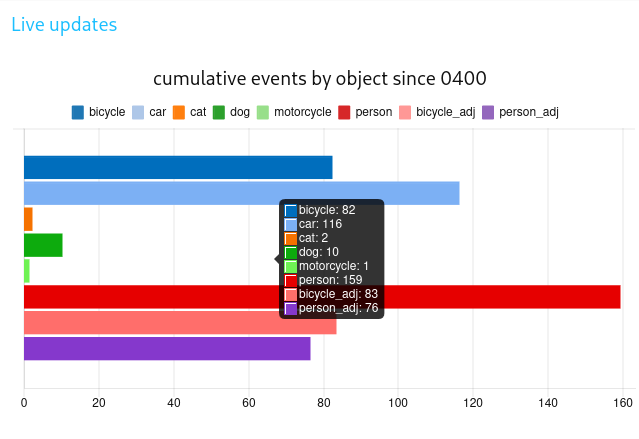 Live updates
cumulative events by object since 0400
bicycle car cat dog motorcycle person bicycle_adj person_adj
bicycle: 82
car: 116
cat: 2
dog: 10
motorcycle: 1
person: 159
bicycle_adj: 83
person_adj: 76
0 20 40 60 80 100 120 140 160